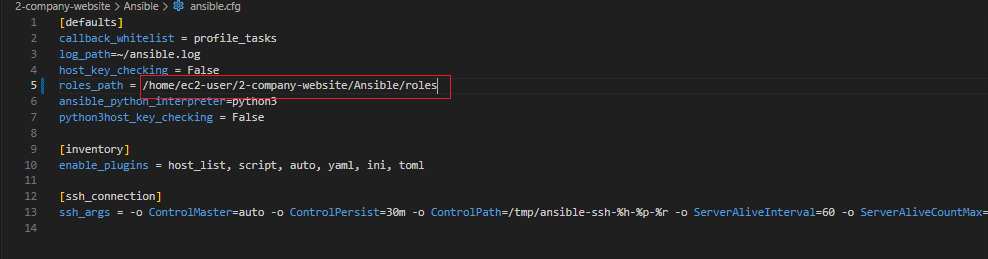 2-company-website > Ansible > ansible.cfg
1 [defaults]
2 callback_whitelist = profile_tasks
3 log_path=~/ansible.log
4 host_key_checking = False
5 roles_path = /home/ec2-user/2-company-website/Ansible/roles
6 ansible_python_interpreter=python3
7 python3host_key_checking = False
8
9 [inventory]
10 enable_plugins = host_list, script, auto, yaml, ini, toml
11
12 [ssh_connection]
13 ssh_args = -o ControlMaster=auto -o ControlPersist=30m -o ControlPath=/tmp/ansible-ssh-%h-%p-%r -o ServerAliveInterval=60 -o ServerAliveCountMax=
14